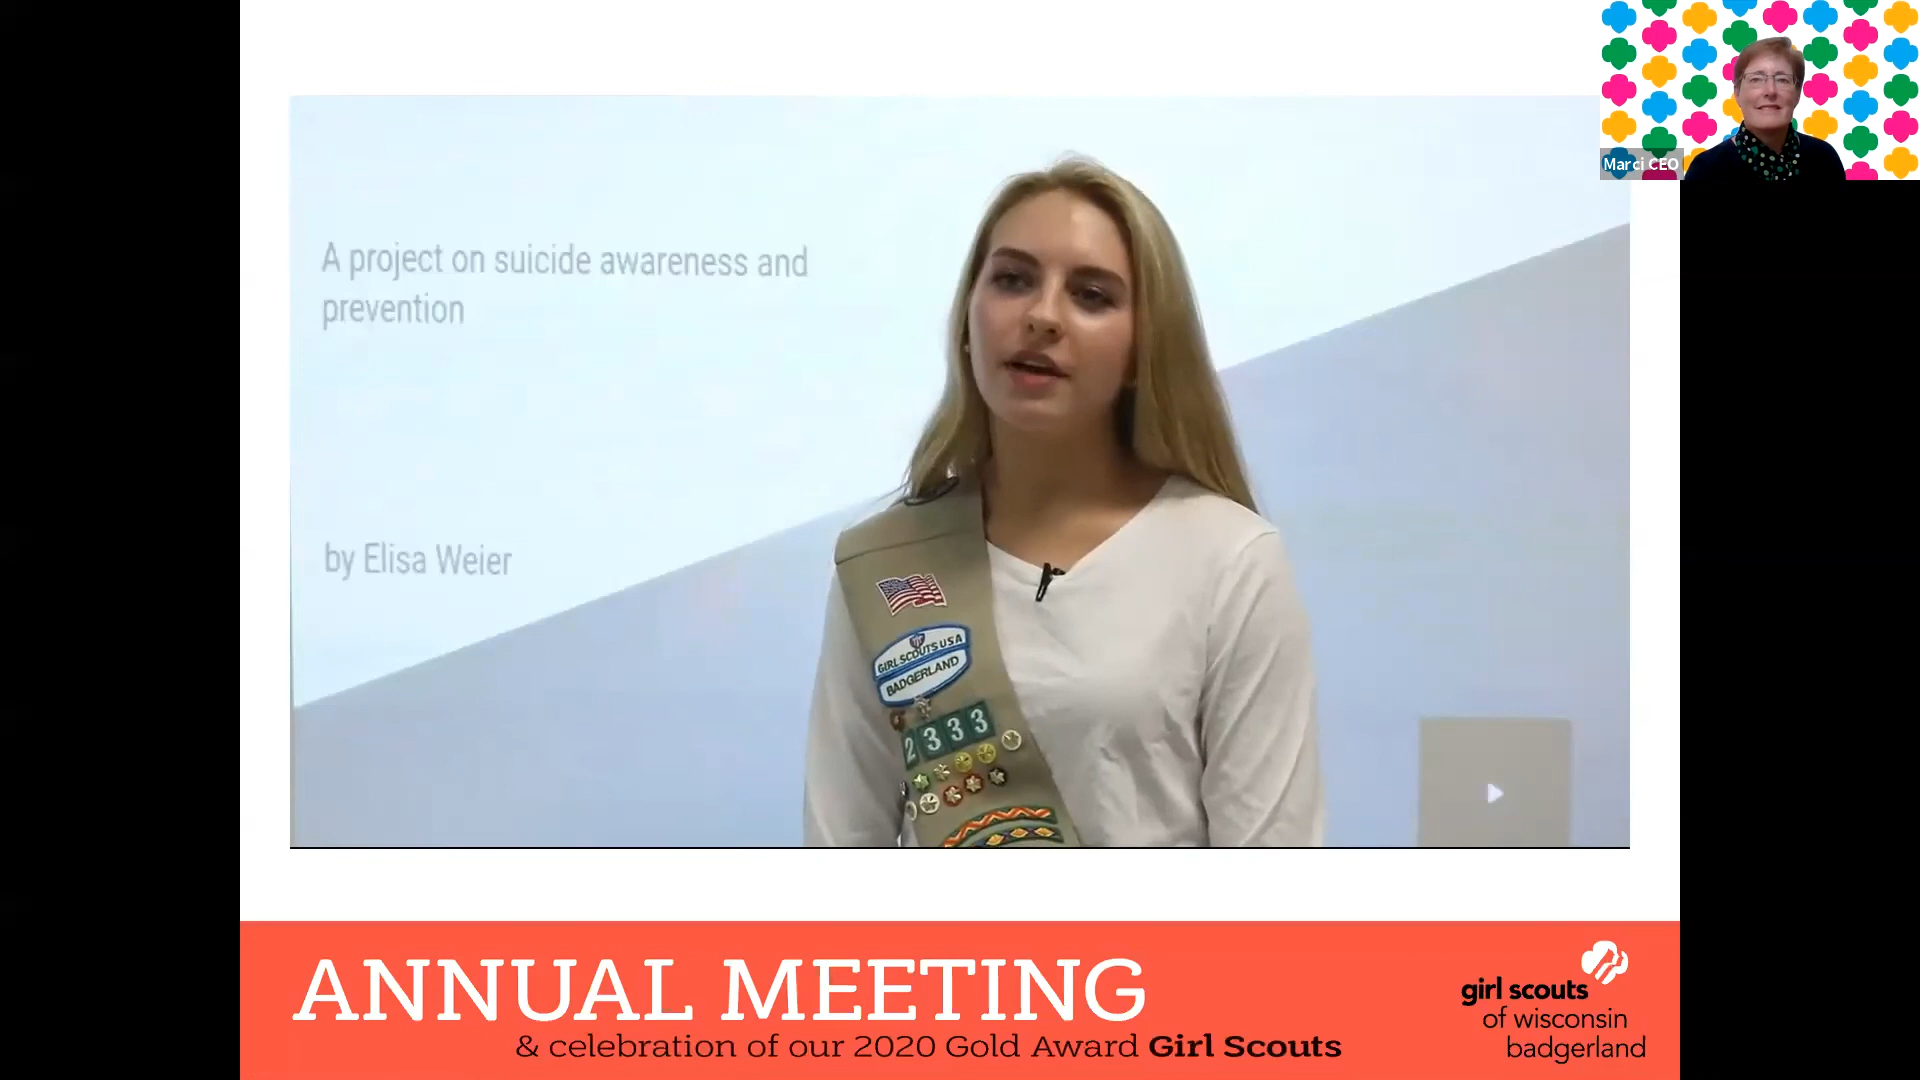 Marci CEO
A project on suicide awareness and
prevention
by Elisa Weier
GIRL SCOUTS USA
BADGERLAND
2333
ANNUAL MEETING
& celebration of our 2020 Gold Award Girl Scouts
girl scouts
of wisconsin
badgerland